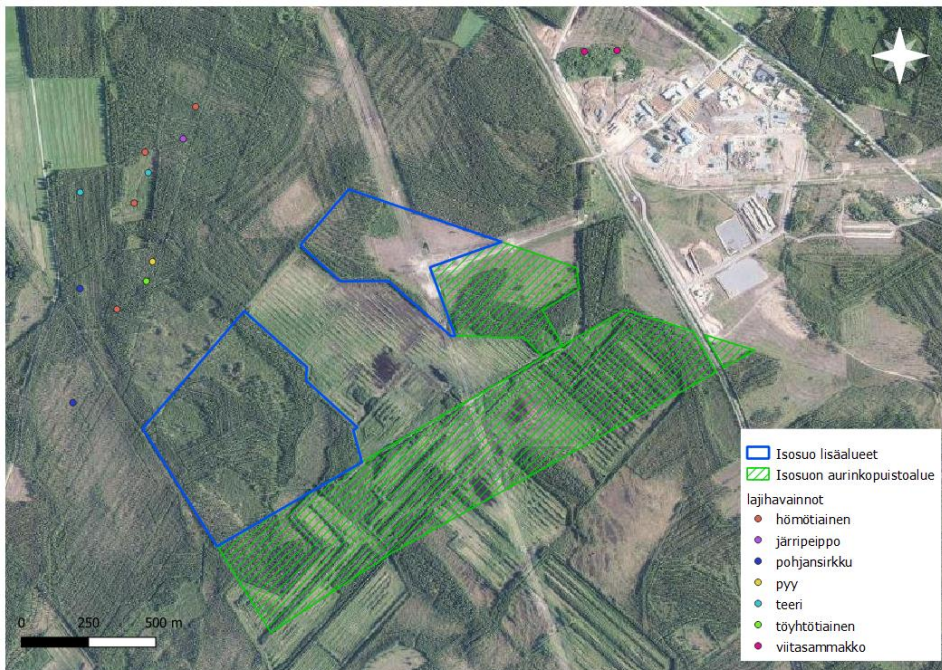 Isosuo lisäalueet
Isosuon aurinkopuistoalue
lajihavainnot
hömötiainen
järripeippo
pohjansirkku
pyy
teeri
töyhtötiainen
viitasammakko
0 250 500 m